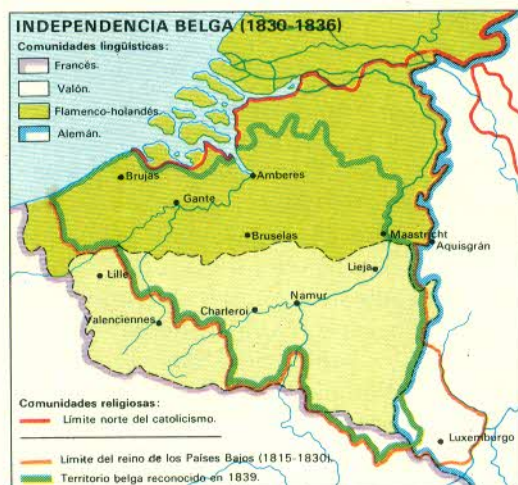 INDEPENDENCIA BELGA (1830-1836)
Comunidades lingüísticas:
Francés.
Valón.
Flamenco-holandés.
Alemán.
Brujas
Gante
Amberes
Bruselas
Maastricht
Aquisgrán
Lille
Lieja
Valenciennes
Charleroi
Namur
Comunidades religiosas:
Límite norte del catolicismo.
Luxemburgo
Límite del reino de los Países Bajos (1815-1830).
Territorio belga reconocido en 1839.